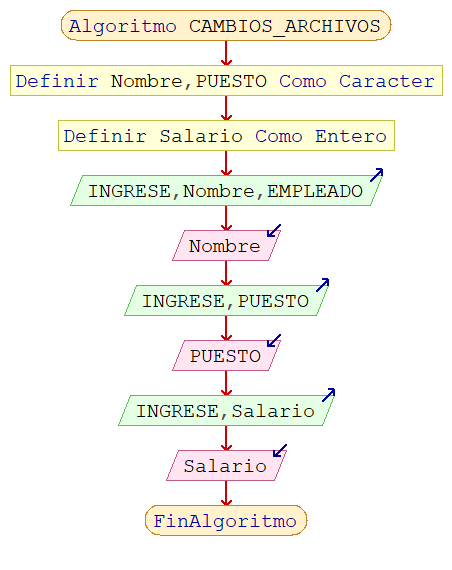 Algoritmo CAMBIOS_ARCHIVOS
Definir Nombre,PUESTO Como Caracter
Definir Salario Como Entero
INGRESE,Nombre,EMPLEADO
Nombre
INGRESE,PUESTO
PUESTO
INGRESE,Salario
Salario
FinAlgoritmo